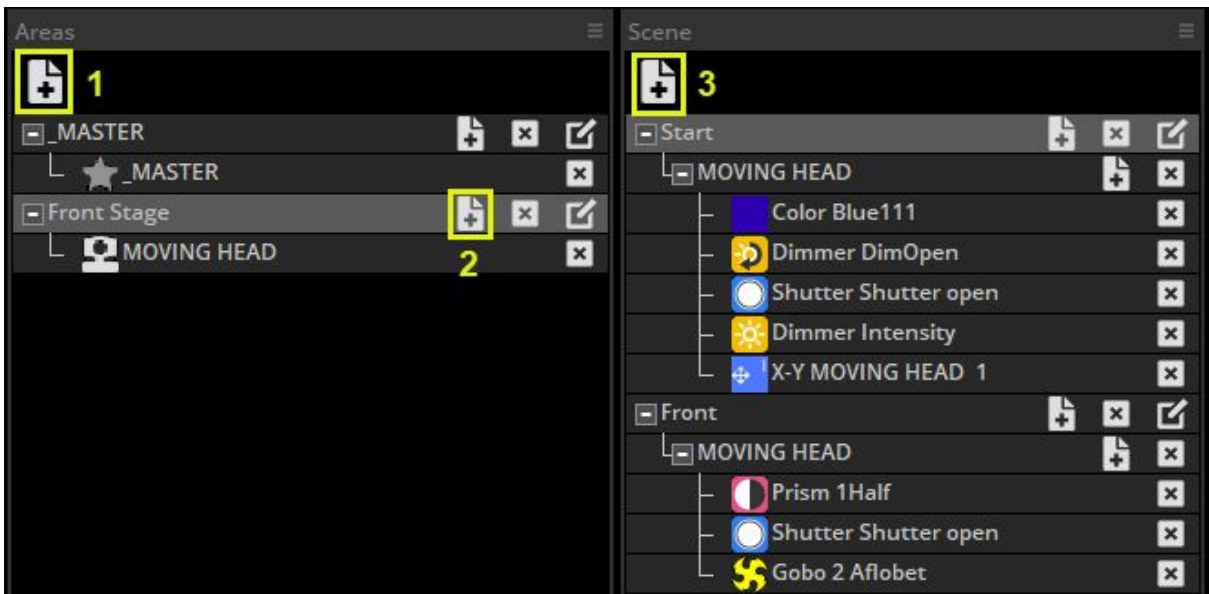 Areas
1
_MASTER
_MASTER
Front Stage
MOVING HEAD
2
Scene
3
Start
MOVING HEAD
Color Blue111
Dimmer DimOpen
Shutter Shutter open
Dimmer Intensity
X-Y MOVING HEAD 1
Front
MOVING HEAD
Prism 1Half
Shutter Shutter open
Gobo 2 Aflobet